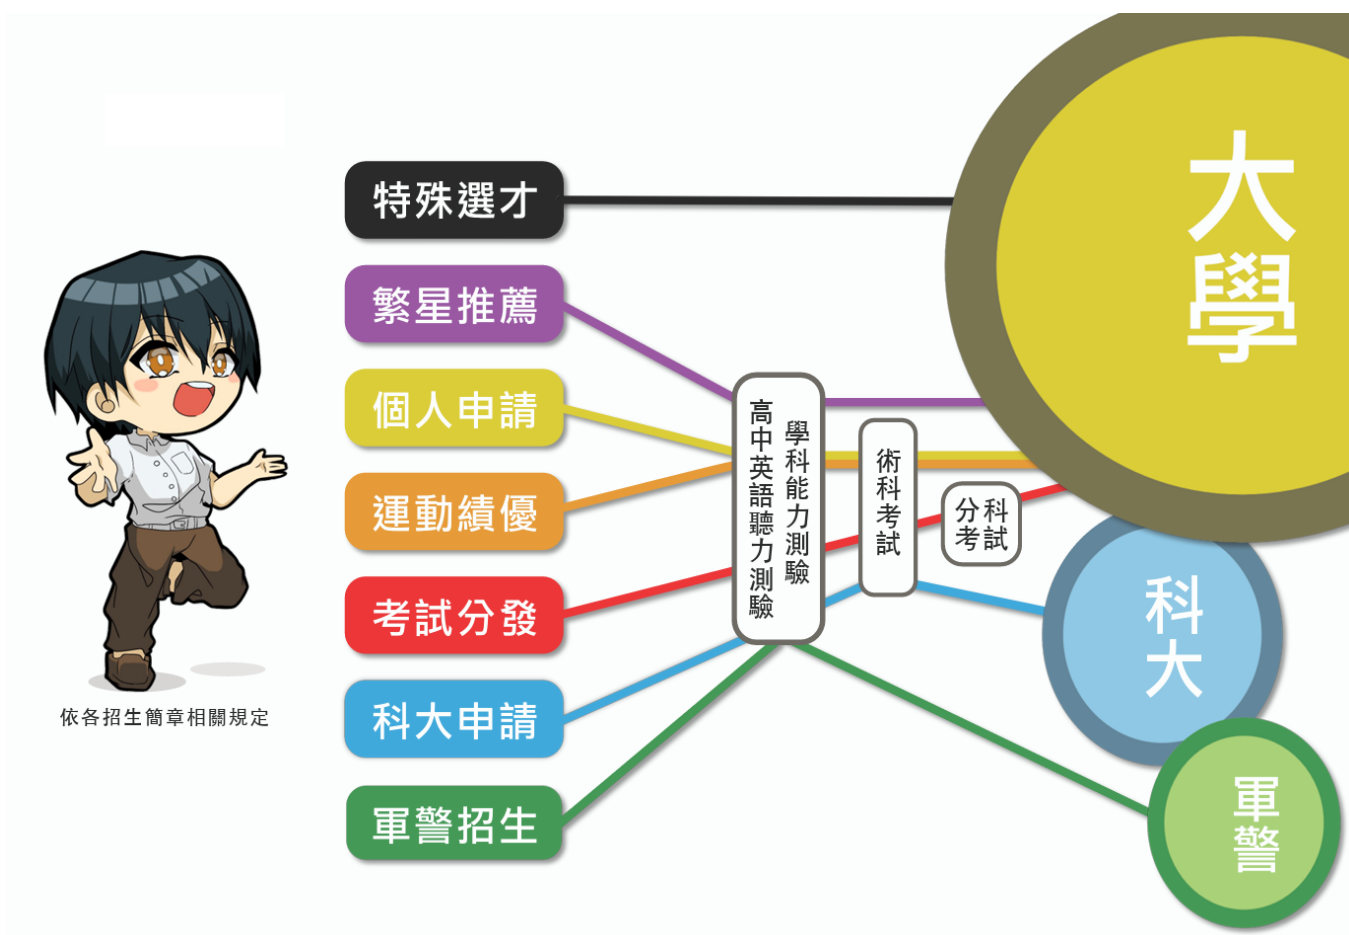 特殊選才
繁星推薦
個人申請
運動績優
考試分發
科大申請
軍警招生
學科能力測驗
高中英語聽力測驗
術科考試
分科
考試
大學
科大
軍警
依各招生簡章相關規定